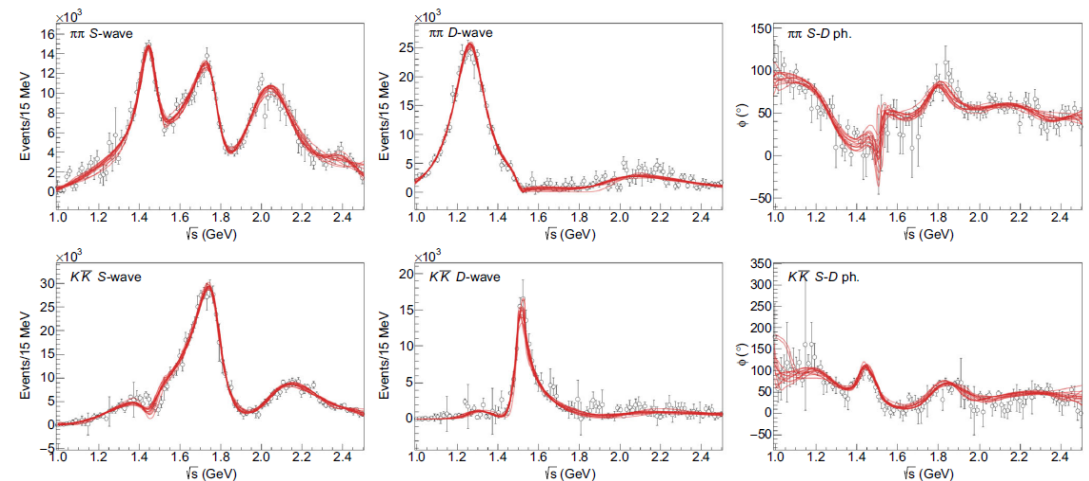 ×10³
ππ S-wave
Events/15 MeV
16
14
12
10
8
6
4
2
0
1.0 1.2 1.4 1.6 1.8 2.0 2.2 2.4
√s (GeV)
×10³
ππ D-wave
Events/15 MeV
25
20
15
10
5
0
1.0 1.2 1.4 1.6 1.8 2.0 2.2 2.4
√s (GeV)
ππ S-D ph.
ϕ (°)
150
100
50
0
−50
1.0 1.2 1.4 1.6 1.8 2.0 2.2 2.4
√s (GeV)
×10³
KK̅ S-wave
Events/15 MeV
30
25
20
15
10
5
0
−5
1.0 1.2 1.4 1.6 1.8 2.0 2.2 2.4
√s (GeV)
×10³
KK̅ D-wave
Events/15 MeV
20
15
10
5
0
1.0 1.2 1.4 1.6 1.8 2.0 2.2 2.4
√s (GeV)
KK̅ S-D ph.
ϕ (°)
350
300
250
200
150
100
50
0
−50
1.0 1.2 1.4 1.6 1.8 2.0 2.2 2.4
√s (GeV)